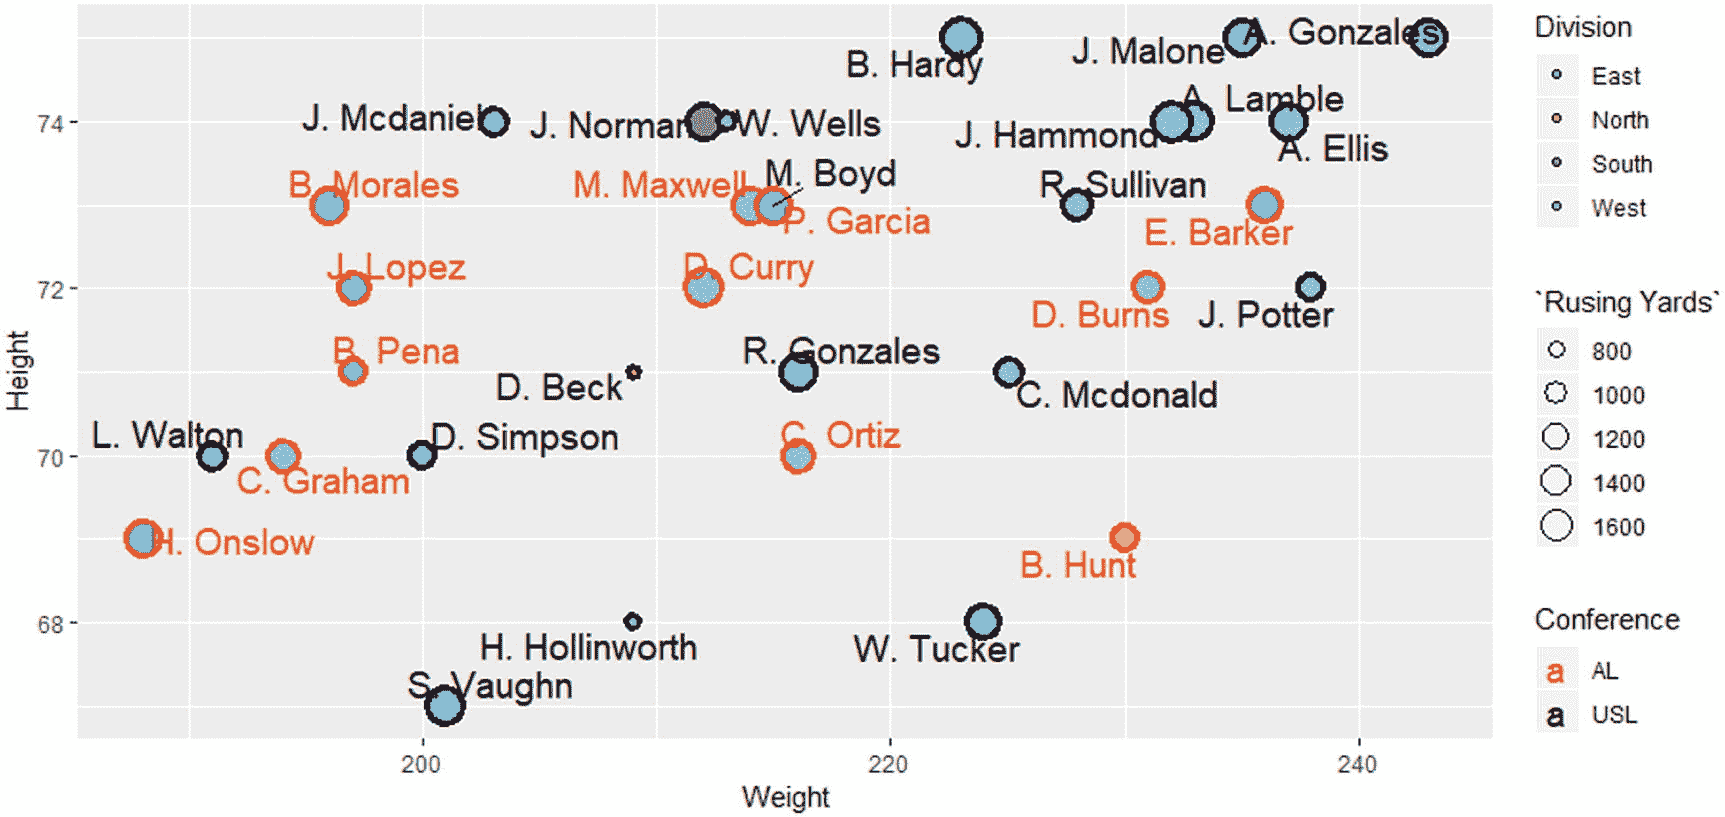 A. Gonzales
J. Malone
B. Hardy
A. Lamble
J. Mcdaniel
J. Norman
W. Wells
J. Hammond
A. Ellis
M. Boyd
B. Morales
M. Maxwell
R. Sullivan
P. Garcia
E. Barker
J. Lopez
D. Curry
D. Burns
J. Potter
B. Pena
R. Gonzales
D. Beck
C. Mcdonald
L. Walton
D. Simpson
C. Ortiz
C. Graham
H. Onslow
B. Hunt
H. Hollinworth
W. Tucker
S. Vaughn
74
72
70
68
Height
200
220
240
Weight
Division
East
North
South
West
`Rusing Yards`
800
1000
1200
1400
1600
Conference
a AL
a USL